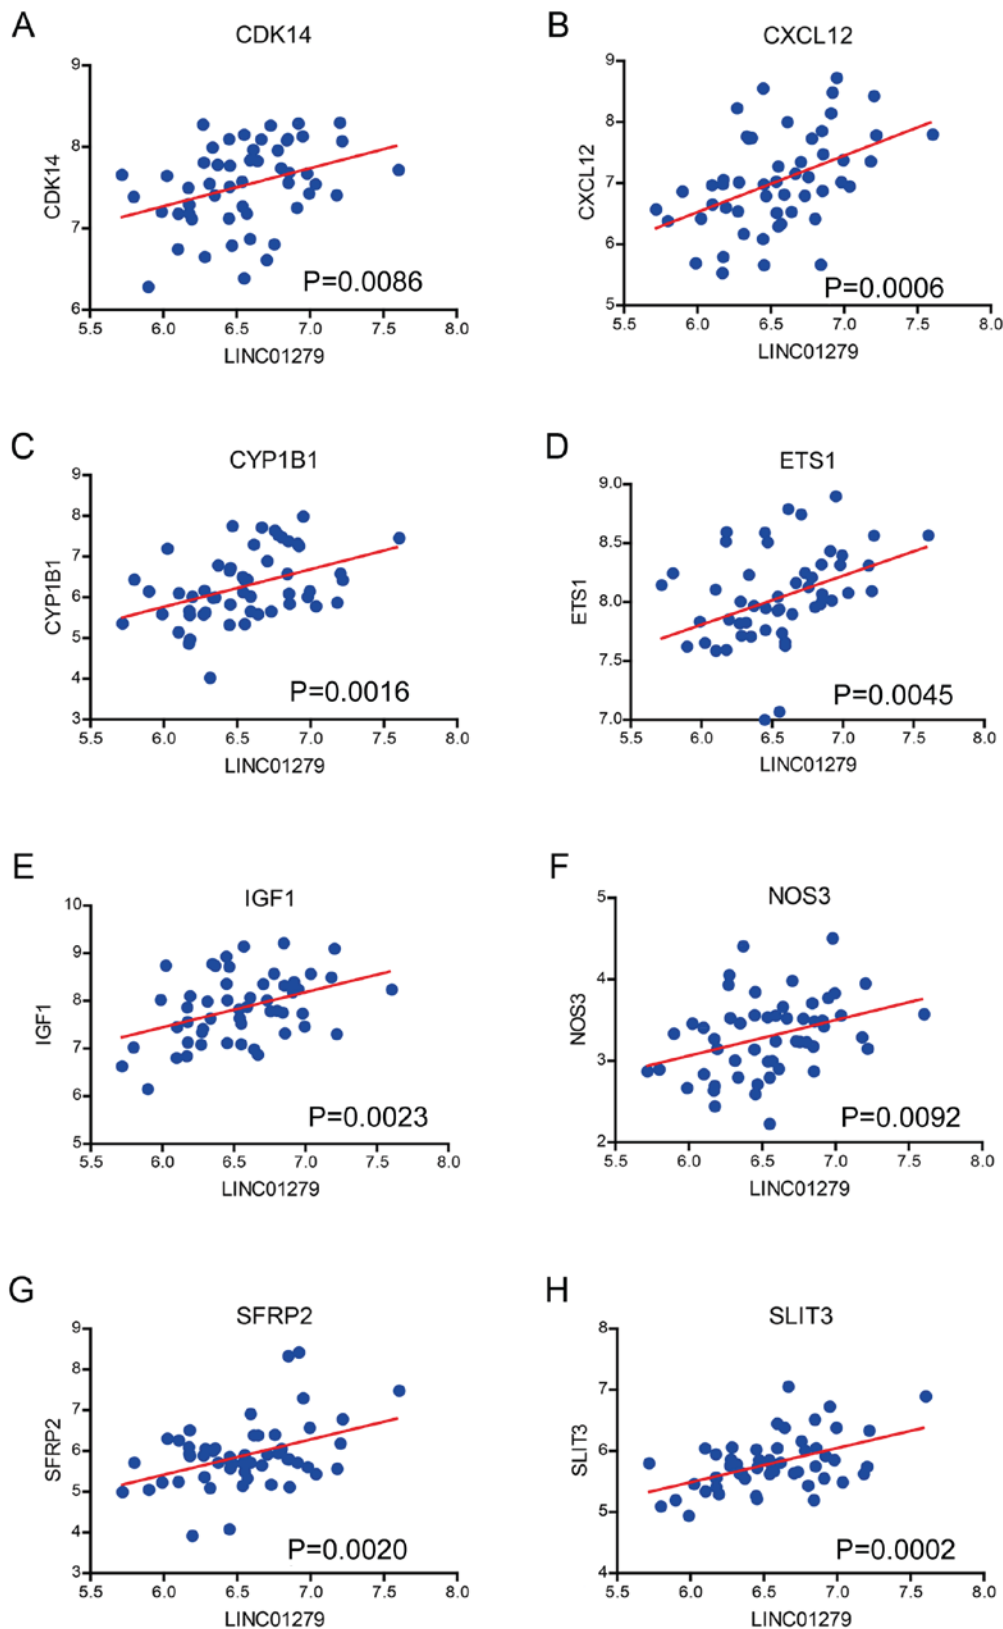 A
CDK14
9
8
7
6
CDK14
P=0.0086
5.5 6.0 6.5 7.0 7.5 8.0
LINC01279
B
CXCL12
9
8
7
6
5
CXCL12
P=0.0006
5.5 6.0 6.5 7.0 7.5 8.0
LINC01279
C
CYP1B1
9
8
7
6
5
4
3
CYP1B1
P=0.0016
5.5 6.0 6.5 7.0 7.5 8.0
LINC01279
D
ETS1
9.0
8.5
8.0
7.5
7.0
ETS1
P=0.0045
5.5 6.0 6.5 7.0 7.5 8.0
LINC01279
E
IGF1
10
9
8
7
6
5
IGF1
P=0.0023
5.5 6.0 6.5 7.0 7.5 8.0
LINC01279
F
NOS3
5
4
3
2
NOS3
P=0.0092
5.5 6.0 6.5 7.0 7.5 8.0
LINC01279
G
SFRP2
9
8
7
6
5
4
3
SFRP2
P=0.0020
5.5 6.0 6.5 7.0 7.5 8.0
LINC01279
H
SLIT3
8
7
6
5
4
SLIT3
P=0.0002
5.5 6.0 6.5 7.0 7.5 8.0
LINC01279